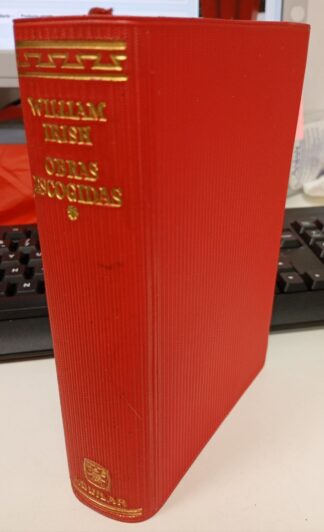 WILLIAM
IRISH
OBRAS
ESCOGIDAS
*
AGUILAR